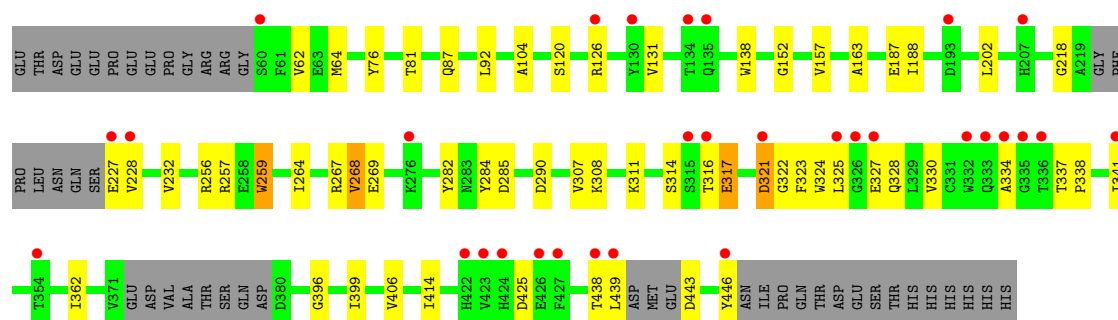 GLU THR ASP GLU GLU PRO GLU GLU PRO GLY ARG ARG GLY S60 F61 V62 E63 M64 Y76 T81 Q87 L92 A104 S120 R126 Y130 V131 T134 Q135 W138 G152 V157 A163 E187 I188 D193 L202 H207 G218 A219 GLY PHE
PRO LEU ASN GLN SER E227 V228 V232 R256 R257 E258 W259 I264 R267 V268 E269 K276 Y282 N283 Y284 D285 D290 V307 K308 K311 S314 S315 T316 E317 D321 G322 F323 W324 L325 G326 E327 Q328 L329 V330 C331 W332 Q333 A334 G335 T336 T337 P338
T354 I362 V371 GLU ASP VAL ALA THR SER GLN ASP D380 G396 I399 V406 I414 H422 V423 H424 D425 E426 F427 T438 L439 ASP MET GLU D443 Y446 ASN ILE PRO GLN THR ASP GLU SER THR HIS HIS HIS HIS HIS HIS